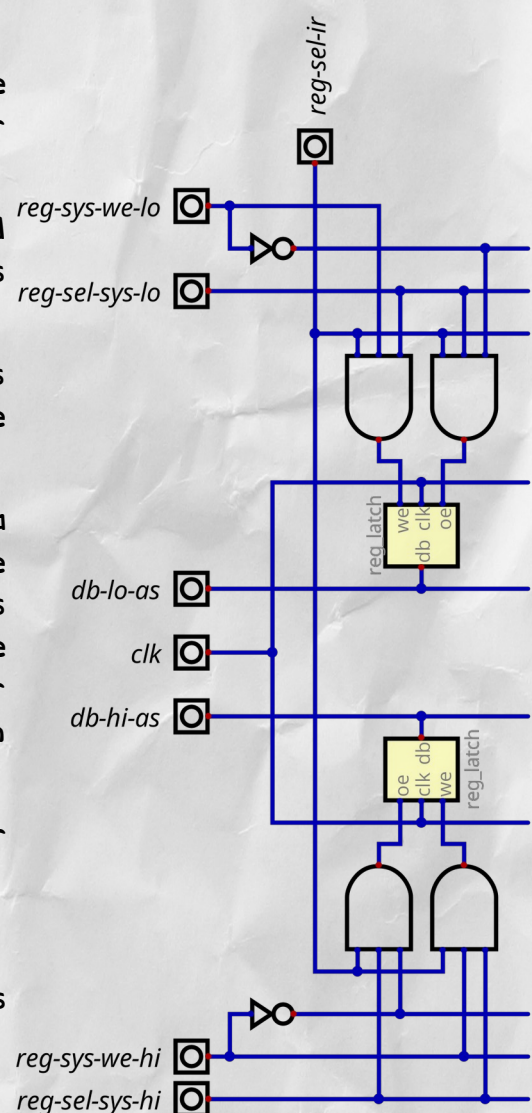 reg-sel-ir
reg-sys-we-lo
reg-sel-sys-lo
we
clk
oe
db
reg_latch
db-lo-as
clk
db-hi-as
oe
clk
db
we
reg_latch
reg-sys-we-hi
reg-sel-sys-hi